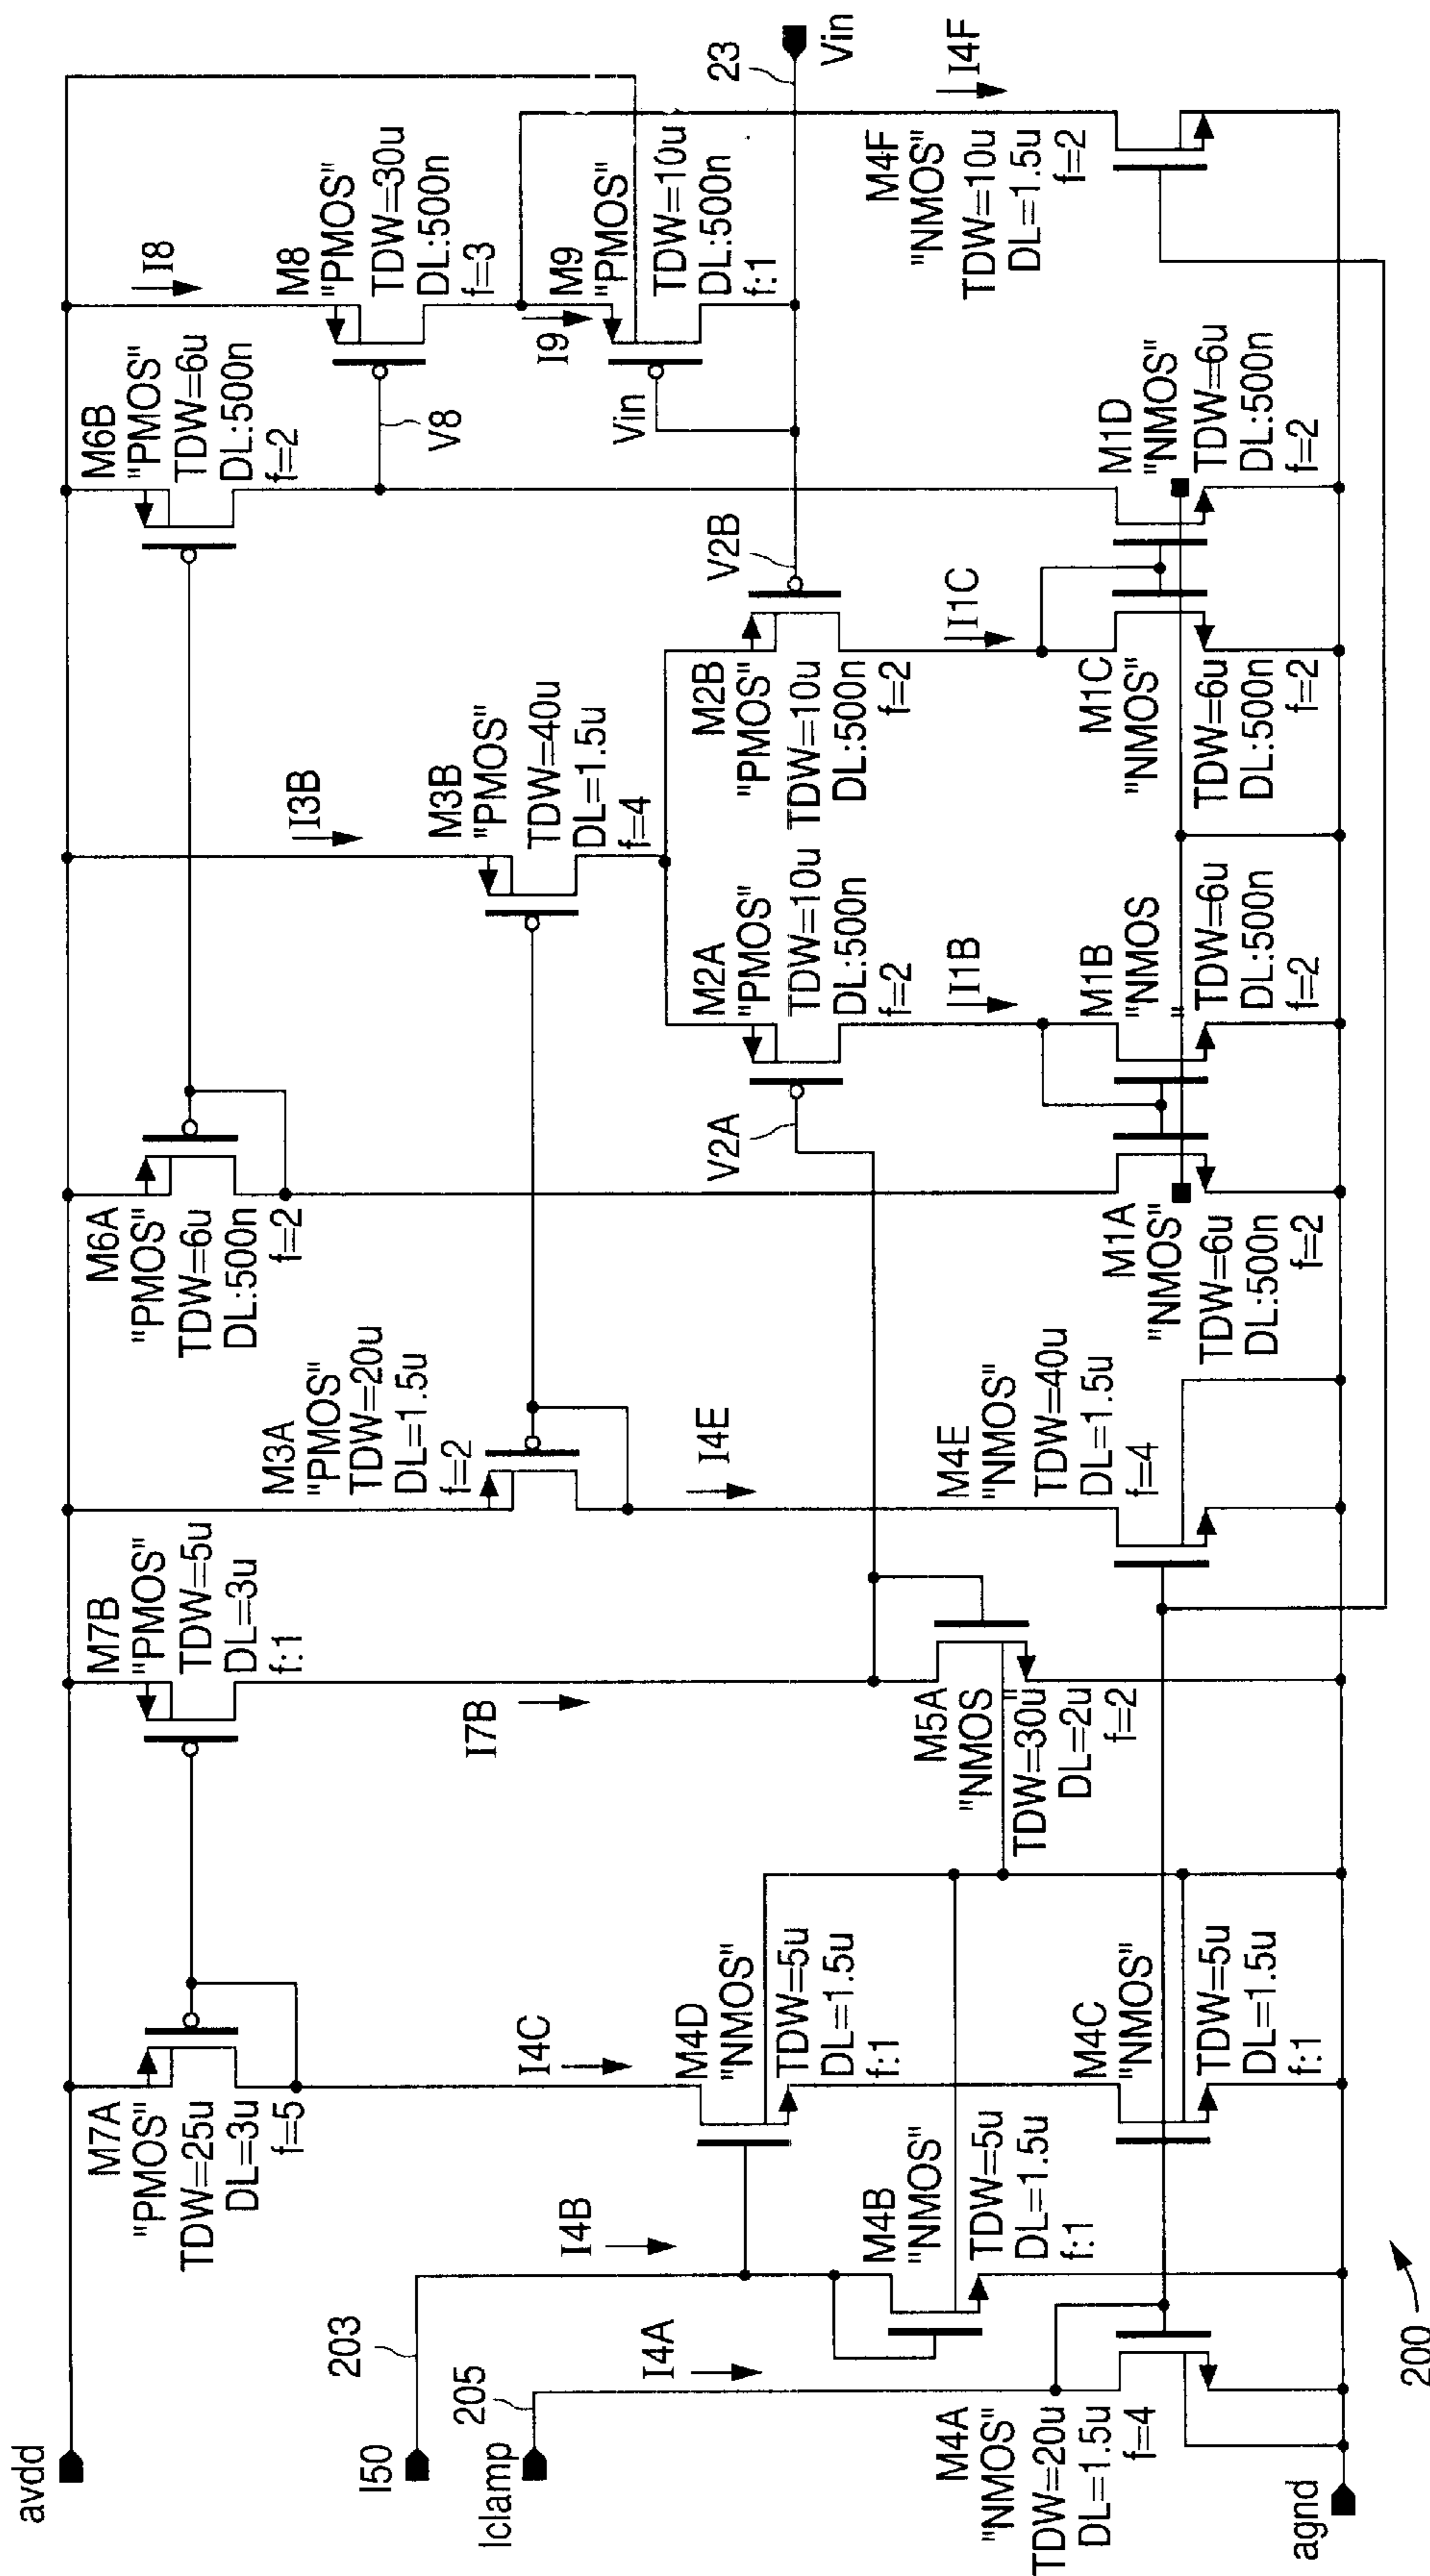 avdd
I50
203
Iclamp
205
agnd
200
I4A
M4A
"NMOS"
TDW=20u
DL=1.5u
f=4
I4B
M4B
"NMOS"
TDW=5u
DL=1.5u
f:1
M7A
"PMOS"
TDW=25u
DL=3u
f=5
I4C
M4D
"NMOS"
TDW=5u
DL=1.5u
f:1
M4C
"NMOS"
TDW=5u
DL=1.5u
f:1
M7B
"PMOS"
TDW=5u
DL=3u
f:1
I7B
M5A
"NMOS"
TDW=30u
DL=2u
f=2
M3A
"PMOS"
TDW=20u
DL=1.5u
f=2
I4E
M4E
"NMOS"
TDW=40u
DL=1.5u
f=4
M6A
"PMOS"
TDW=6u
DL:500n
f=2
M1A
"NMOS"
TDW=6u
DL:500n
f=2
V2A
M2A
"PMOS"
TDW=10u
DL:500n
f=2
I1B
M1B
"NMOS
"
TDW=6u
DL:500n
f=2
I3B
M3B
"PMOS"
TDW=40u
DL=1.5u
f=4
M2B
"PMOS"
TDW=10u
DL:500n
f=2
V2B
I1C
M1C
"NMOS"
TDW=6u
DL:500n
f=2
M6B
"PMOS"
TDW=6u
DL:500n
f=2
V8
M1D
"NMOS"
TDW=6u
DL:500n
f=2
I8
M8
"PMOS"
TDW=30u
DL:500n
f=3
I9
M9
"PMOS"
TDW=10u
DL:500n
f:1
Vin
23
Vin
I4F
M4F
"NMOS"
TDW=10u
DL=1.5u
f=2